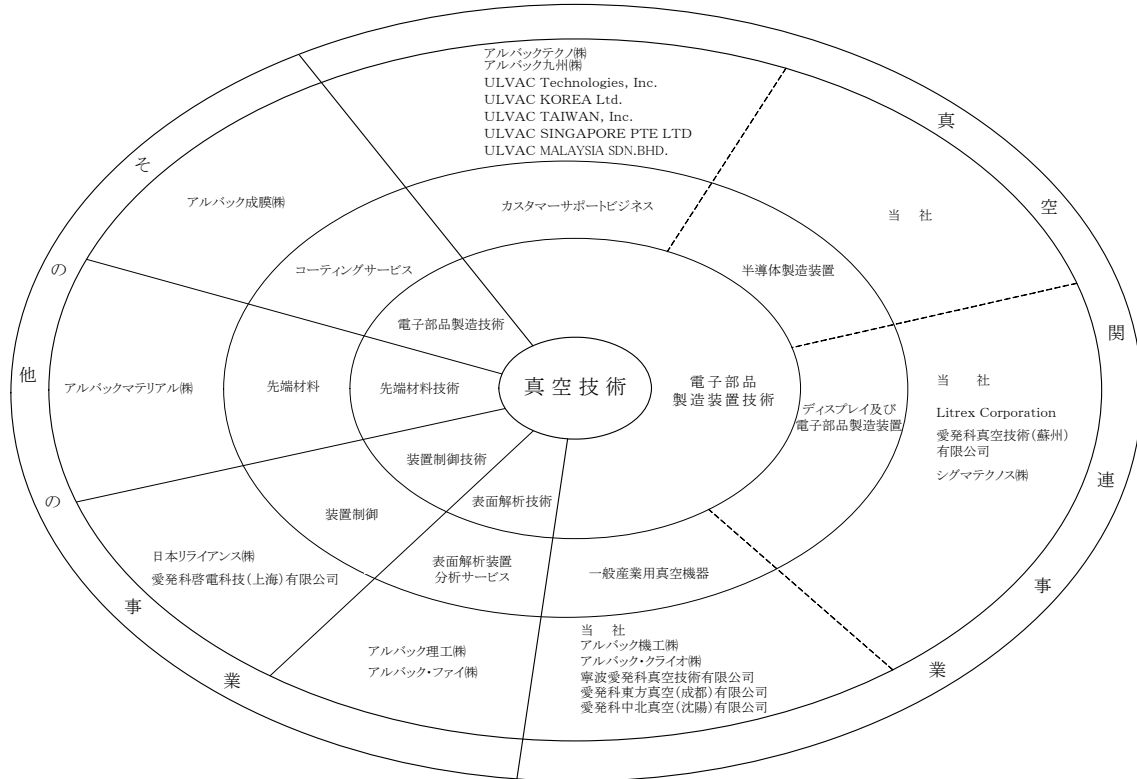 アルバックテクノ㈱
アルバック九州㈱
ULVAC Technologies, Inc.
ULVAC KOREA Ltd.
ULVAC TAIWAN, Inc.
ULVAC SINGAPORE PTE LTD
ULVAC MALAYSIA SDN.BHD.
真空関連事業
その他の事業
アルバック成膜㈱
カスタマーサポートビジネス
当 社
コーティングサービス
半導体製造装置
電子部品製造技術
アルバックマテリアル㈱
先端材料
先端材料技術
真空技術
電子部品
製造装置技術
ディスプレイ及び
電子部品製造装置
当 社
Litrex Corporation
愛発科真空技術(蘇州)
有限公司
シグマテクノス㈱
装置制御技術
表面解析技術
装置制御
日本リライアンス㈱
愛発科啓電科技(上海)有限公司
表面解析装置
分析サービス
一般産業用真空機器
アルバック理工㈱
アルバック・ファイ㈱
当 社
アルバック機工㈱
アルバック・クライオ㈱
寧波愛発科真空技術有限公司
愛発科東方真空(成都)有限公司
愛発科中北真空(沈陽)有限公司